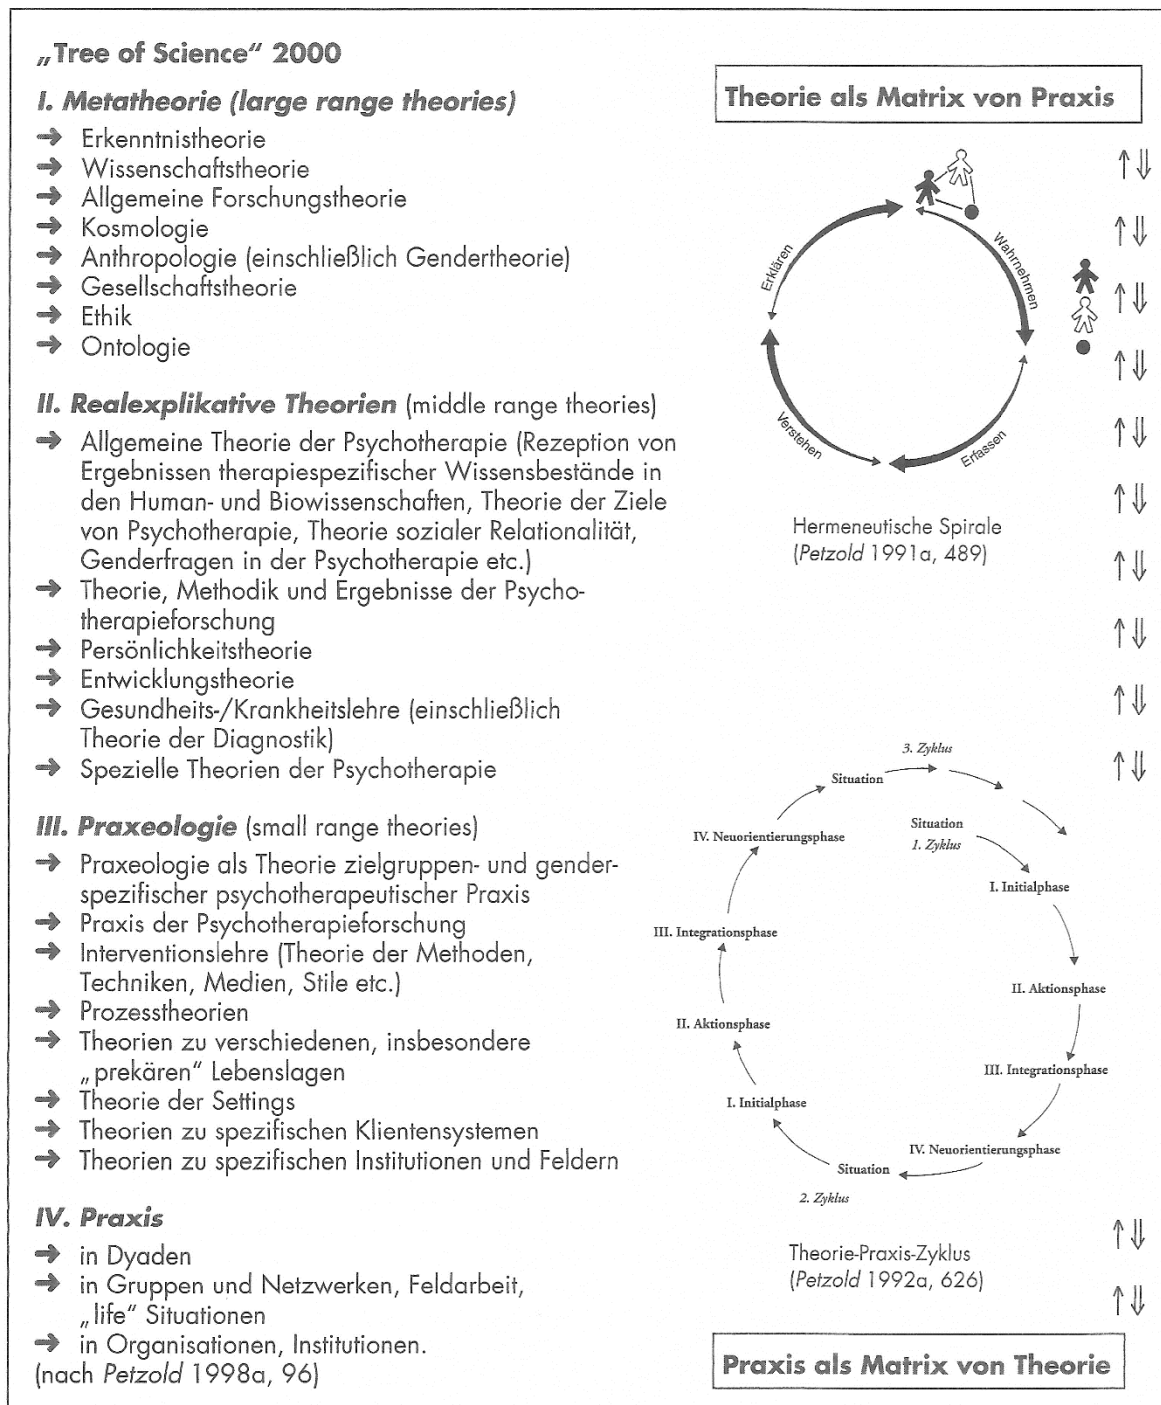 „Tree of Science“ 2000
I. Metatheorie (large range theories)
➔ Erkenntnistheorie
➔ Wissenschaftstheorie
➔ Allgemeine Forschungstheorie
➔ Kosmologie
➔ Anthropologie (einschließlich Gendertheorie)
➔ Gesellschaftstheorie
➔ Ethik
➔ Ontologie
II. Realexplikative Theorien (middle range theories)
➔ Allgemeine Theorie der Psychotherapie (Rezeption von
Ergebnissen therapiespezifischer Wissensbestände in
den Human- und Biowissenschaften, Theorie der Ziele
von Psychotherapie, Theorie sozialer Relationalität,
Genderfragen in der Psychotherapie etc.)
➔ Theorie, Methodik und Ergebnisse der Psycho-
therapieforschung
➔ Persönlichkeitstheorie
➔ Entwicklungstheorie
➔ Gesundheits-/Krankheitslehre (einschließlich
Theorie der Diagnostik)
➔ Spezielle Theorien der Psychotherapie
III. Praxeologie (small range theories)
➔ Praxeologie als Theorie zielgruppen- und gender-
spezifischer psychotherapeutischer Praxis
➔ Praxis der Psychotherapieforschung
➔ Interventionslehre (Theorie der Methoden,
Techniken, Medien, Stile etc.)
➔ Prozesstheorien
➔ Theorien zu verschiedenen, insbesondere
„prekären“ Lebenslagen
➔ Theorie der Settings
➔ Theorien zu spezifischen Klientensystemen
➔ Theorien zu spezifischen Institutionen und Feldern
IV. Praxis
➔ in Dyaden
➔ in Gruppen und Netzwerken, Feldarbeit,
„life“ Situationen
➔ in Organisationen, Institutionen.
(nach Petzold 1998a, 96)
Theorie als Matrix von Praxis
Wahrnehmen
Erfassen
Verstehen
Erklären
Hermeneutische Spirale
(Petzold 1991a, 489)
Situation
1. Zyklus
I. Initialphase
II. Aktionsphase
III. Integrationsphase
IV. Neuorientierungsphase
Situation
2. Zyklus
I. Initialphase
II. Aktionsphase
III. Integrationsphase
IV. Neuorientierungsphase
Situation
3. Zyklus
Theorie-Praxis-Zyklus
(Petzold 1992a, 626)
Praxis als Matrix von Theorie